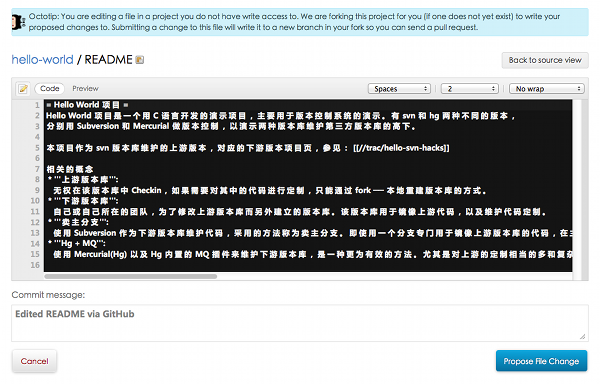 Octotip: You are editing a file in a project you do not have write access to. We are forking this project for you (if one does not yet exist) to write your
proposed changes to. Submitting a change to this file will write it to a new branch in your fork so you can send a pull request.
hello-world / README
Back to source view
Code Preview Spaces 2 No wrap
1 = Hello World 项目 =
2 Hello World 项目是一个用 C 语言开发的演示项目，主要用于版本控制系统的演示。有 svn 和 hg 两种不同的版本，
3 分别用 Subversion 和 Mercurial 做版本控制，以演示两种版本库维护第三方版本库的高下。
4
5 本项目作为 svn 版本库维护的上游版本，对应的下游版本项目页，参见： [[//trac/hello-svn-hacks]]
6
7 相关的概念
8 * '''上游版本库''':
9 无权在该版本库中 Checkin，如果需要对其中的代码进行定制，只能通过 fork — 本地重建版本库的方式。
10 * '''下游版本库''':
11 自己或自己所在的团队，为了修改上游版本库而另外建立的版本库。该版本库用于镜像上游代码，以及维护代码定制。
12 * '''卖主分支''':
13 使用 Subversion 作为下游版本库维护代码，采用的方法称为卖主分支。即使用一个分支专门用于镜像上游版本库的代码，在主
14 * '''Hg + MQ''':
15 使用 Mercurial(Hg) 以及 Hg 内置的 MQ 插件来维护下游版本库，是一种更为有效的方法。尤其是对上游的定制相当的多和复杂
16
Commit message:
Edited README via GitHub
Cancel
Propose File Change